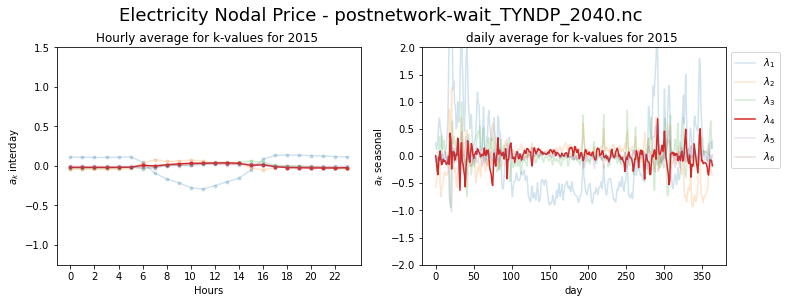 Electricity Nodal Price - postnetwork-wait_TYNDP_2040.nc
Hourly average for k-values for 2015
1.5
1.0
0.5
0.0
−0.5
−1.0
a_k interday
0 2 4 6 8 10 12 14 16 18 20 22
Hours
daily average for k-values for 2015
2.0
1.5
1.0
0.5
0.0
−0.5
−1.0
−1.5
−2.0
a_k seasonal
0 50 100 150 200 250 300 350
day
λ₁
λ₂
λ₃
λ₄
λ₅
λ₆